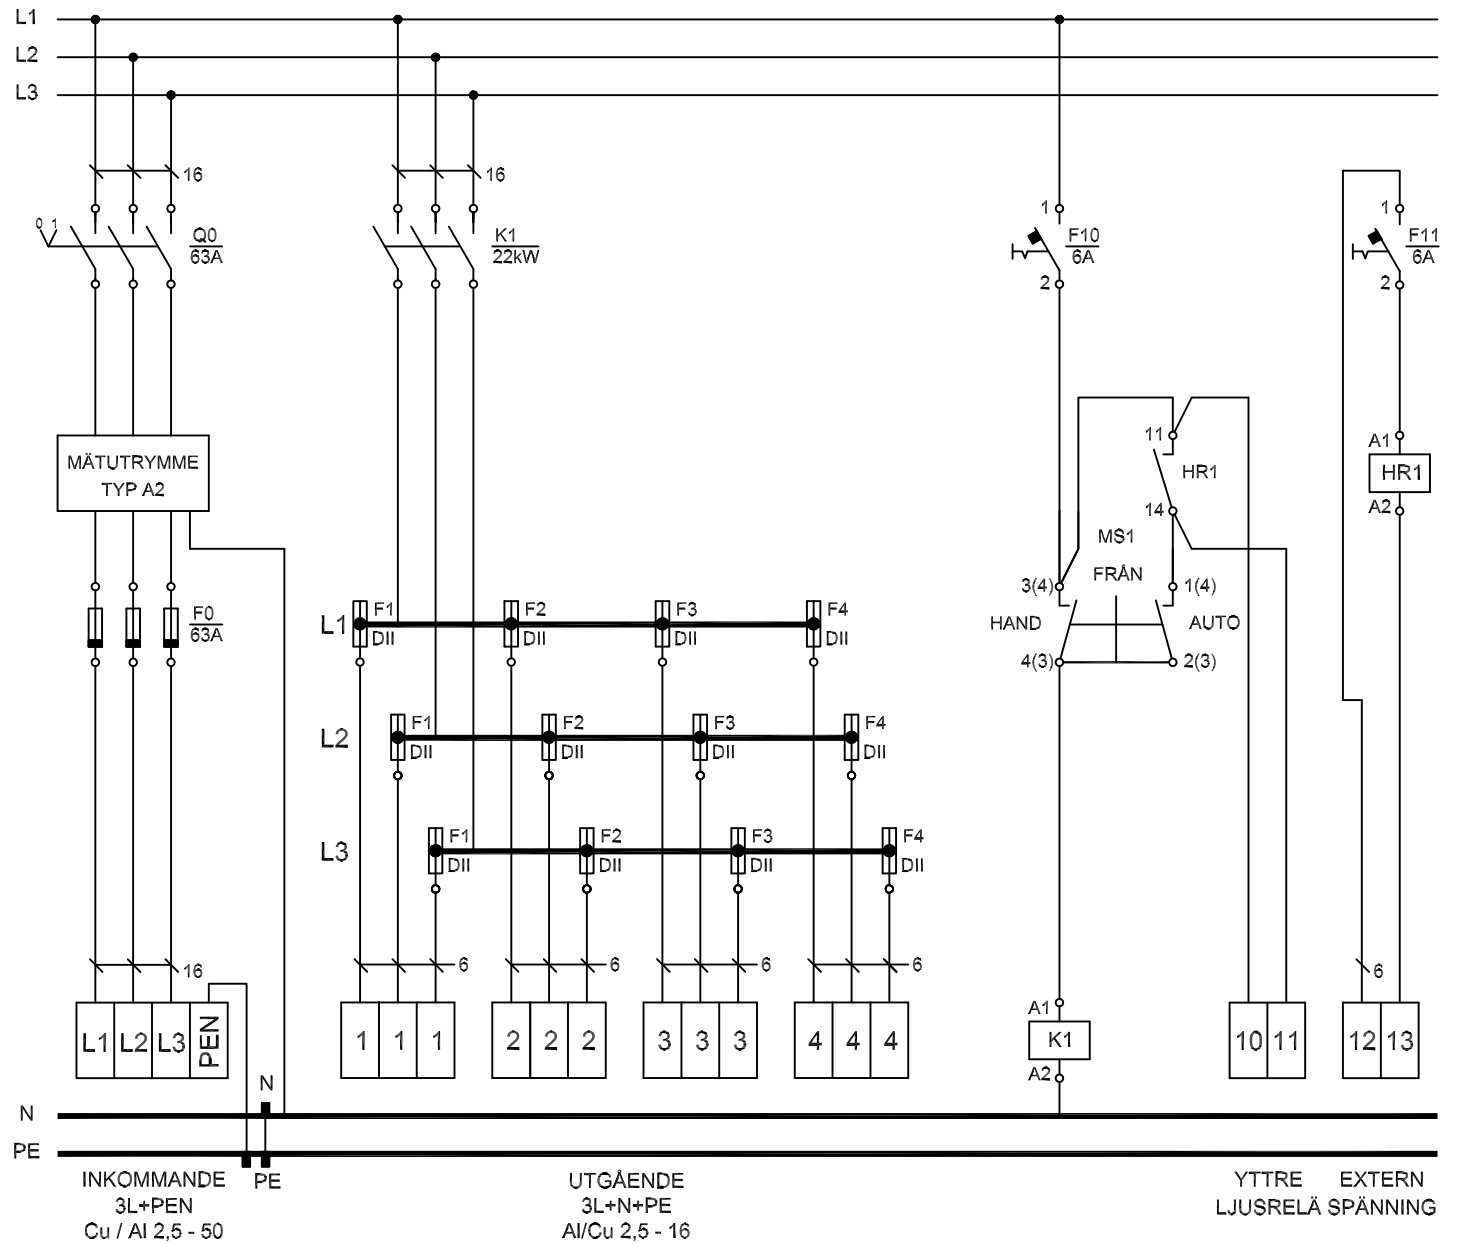 L1
L2
L3
16
16
0 1
Q0
63A
K1
22kW
1
F10
6A
2
1
F11
6A
2
MÄTUTRYMME
TYP A2
11
HR1
14
A1
HR1
A2
MS1
FRÅN
3(4)
1(4)
HAND
AUTO
4(3)
2(3)
F0
63A
L1
F1
DII
F2
DII
F3
DII
F4
DII
L2
F1
DII
F2
DII
F3
DII
F4
DII
L3
F1
DII
F2
DII
F3
DII
F4
DII
16
6
6
6
6
6
L1 L2 L3 PEN
1 1 1
2 2 2
3 3 3
4 4 4
A1
K1
A2
10 11
12 13
N
N
PE
PE
INKOMMANDE
3L+PEN
Cu / Al 2,5 - 50
UTGÅENDE
3L+N+PE
Al/Cu 2,5 - 16
YTTRE
LJUSRELÄ
EXTERN
SPÄNNING